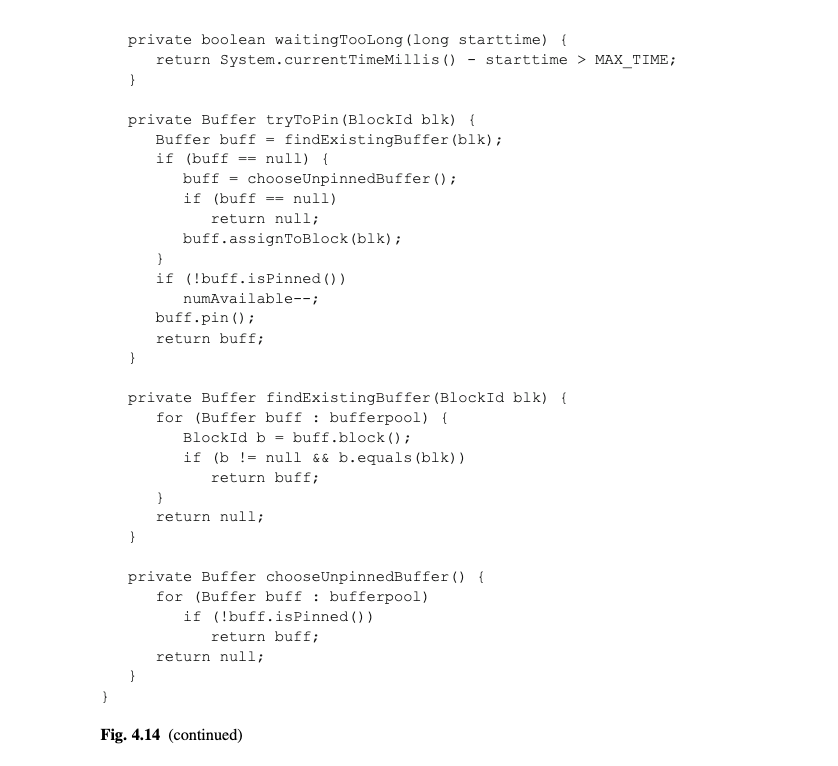 private boolean waitingTooLong(long starttime) {
return System.currentTimeMillis() - starttime > MAX_TIME;
}
private Buffer tryToPin(BlockId blk) {
Buffer buff = findExistingBuffer(blk);
if (buff == null) {
buff = chooseUnpinnedBuffer();
if (buff == null)
return null;
buff.assignToBlock(blk);
}
if (!buff.isPinned())
numAvailable--;
buff.pin();
return buff;
}
private Buffer findExistingBuffer(BlockId blk) {
for (Buffer buff : bufferpool) {
BlockId b = buff.block();
if (b != null && b.equals(blk))
return buff;
}
return null;
}
private Buffer chooseUnpinnedBuffer() {
for (Buffer buff : bufferpool)
if (!buff.isPinned())
return buff;
return null;
}
}
Fig. 4.14 (continued)